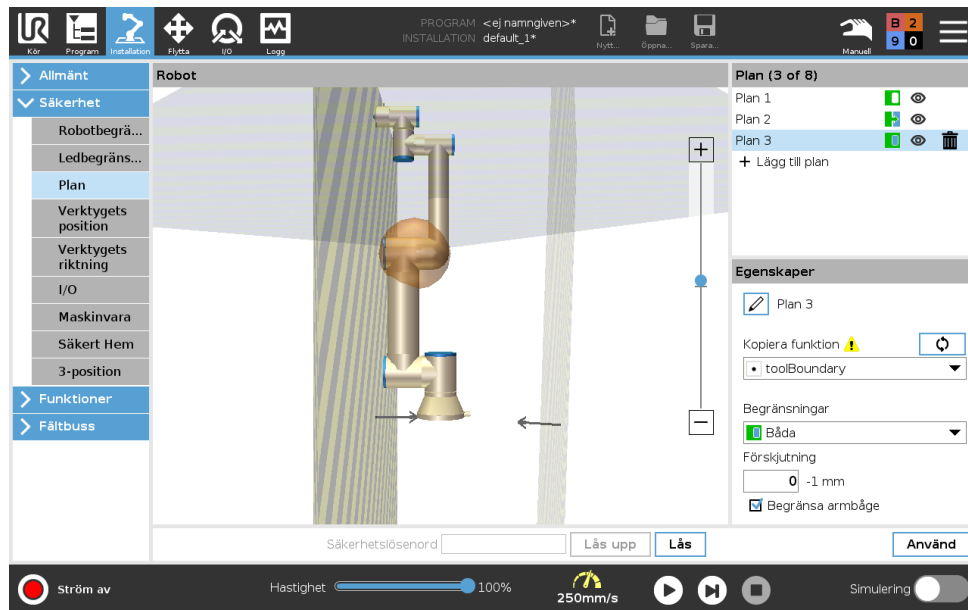 PROGRAM <ej namngiven>*
INSTALLATION default_1*
Kör Program Installation Flytta I/O Logg Nytt... Öppna... Spara... Manuell
B 2
9 0
Allmänt
Säkerhet
Robotbegrä...
Ledbegräns...
Plan
Verktygets
position
Verktygets
riktning
I/O
Maskinvara
Säkert Hem
3-position
Funktioner
Fältbuss
Robot
Plan (3 of 8)
Plan 1
Plan 2
Plan 3
Lägg till plan
Egenskaper
Plan 3
Kopiera funktion
toolBoundary
Begränsningar
Båda
Förskjutning
0 -1 mm
Begränsa armbåge
Säkerhetslösenord Lås upp Lås Använd
Ström av Hastighet 100% 250mm/s Simulering